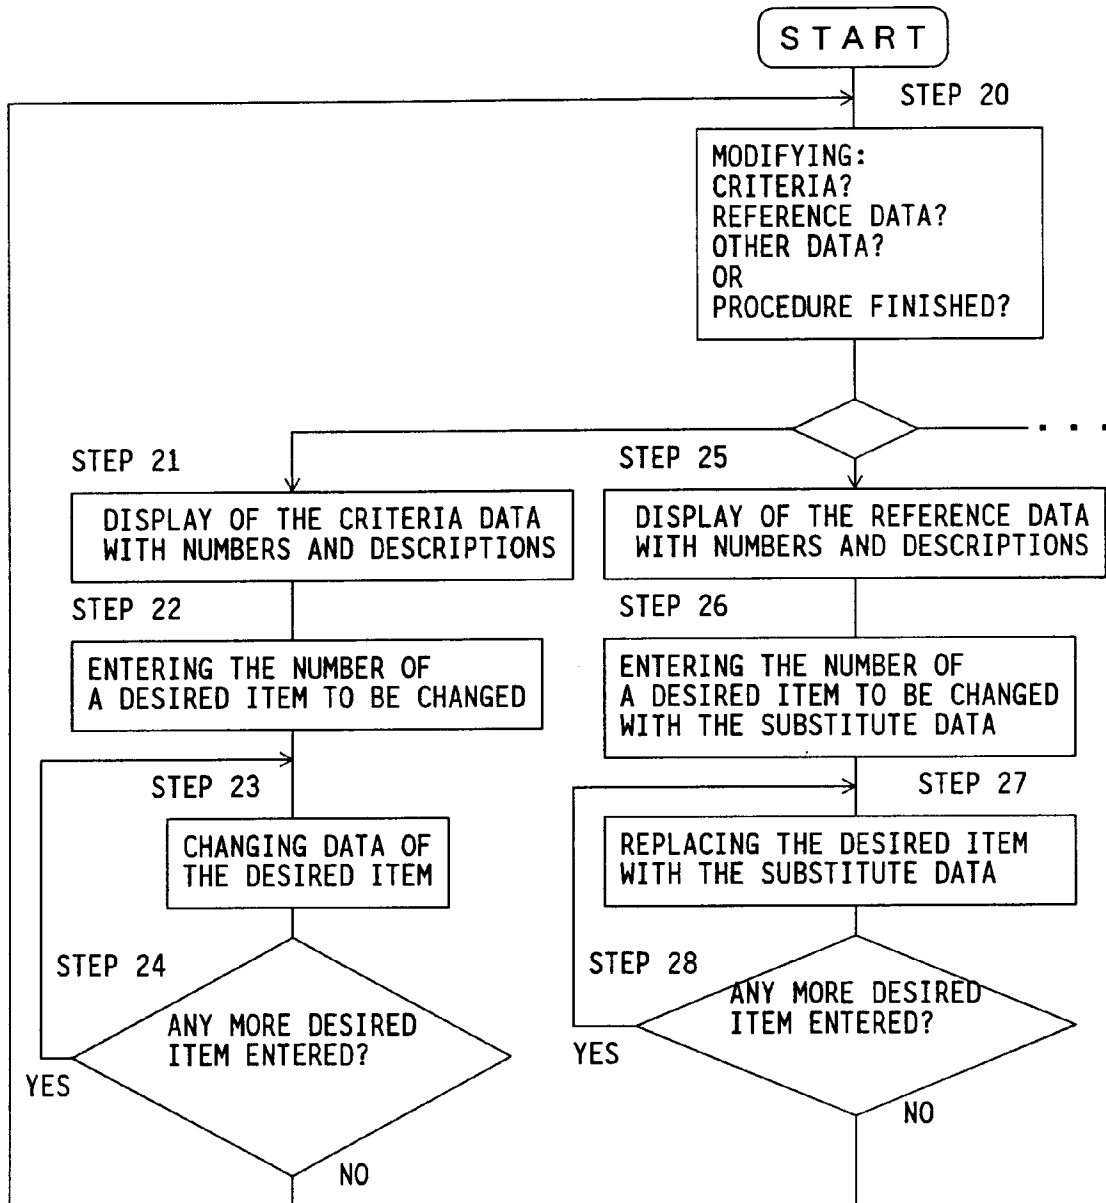 START
STEP 20
MODIFYING:
CRITERIA?
REFERENCE DATA?
OTHER DATA?
OR
PROCEDURE FINISHED?
STEP 21
DISPLAY OF THE CRITERIA DATA
WITH NUMBERS AND DESCRIPTIONS
STEP 22
ENTERING THE NUMBER OF
A DESIRED ITEM TO BE CHANGED
STEP 23
CHANGING DATA OF
THE DESIRED ITEM
STEP 24
ANY MORE DESIRED
ITEM ENTERED?
YES
NO
STEP 25
DISPLAY OF THE REFERENCE DATA
WITH NUMBERS AND DESCRIPTIONS
STEP 26
ENTERING THE NUMBER OF
A DESIRED ITEM TO BE CHANGED
WITH THE SUBSTITUTE DATA
STEP 27
REPLACING THE DESIRED ITEM
WITH THE SUBSTITUTE DATA
STEP 28
ANY MORE DESIRED
ITEM ENTERED?
YES
NO